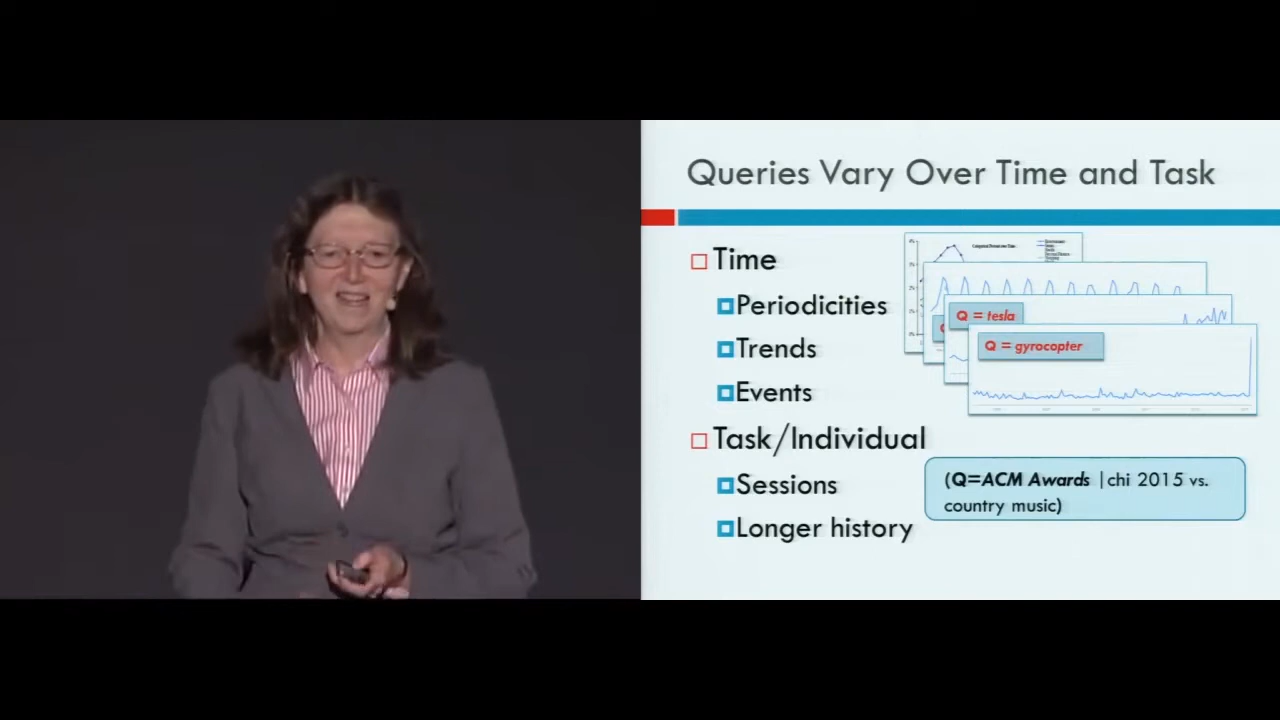 Queries Vary Over Time and Task
Time
Periodicities
Trends
Events
Q = tesla
Q = gyrocopter
Task/Individual
Sessions
Longer history
(Q=ACM Awards |chi 2015 vs.
country music)